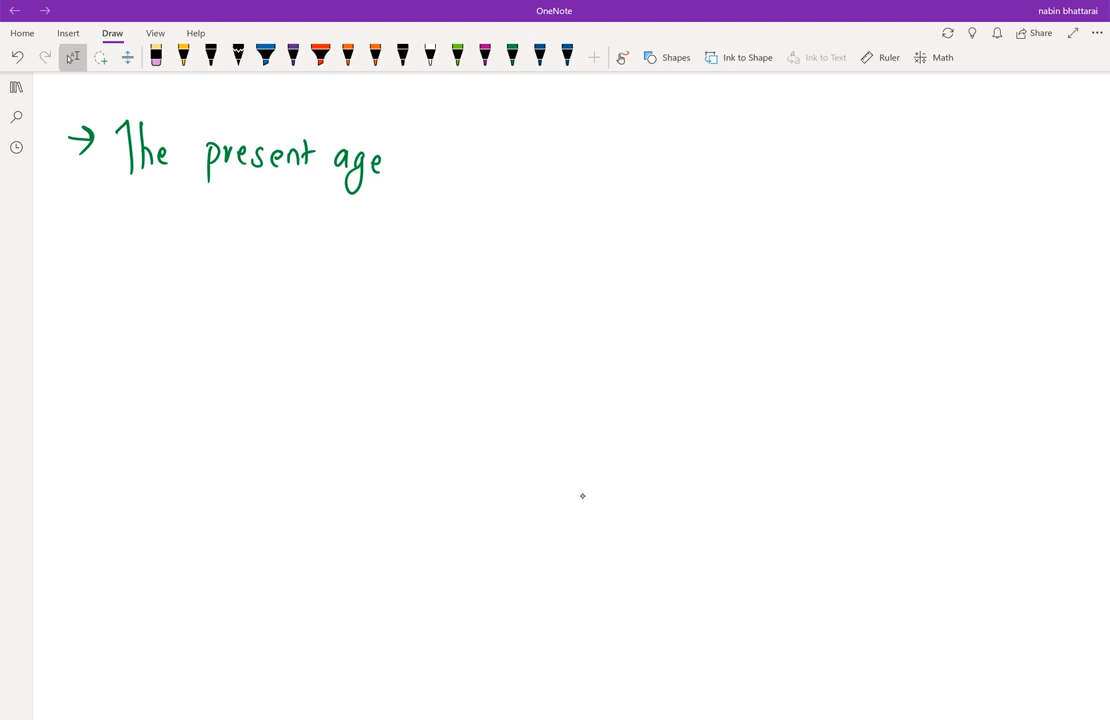 OneNote
nabin bhattarai
Home Insert Draw View Help
Share
Shapes Ink to Shape Ink to Text Ruler Math
→ The present age